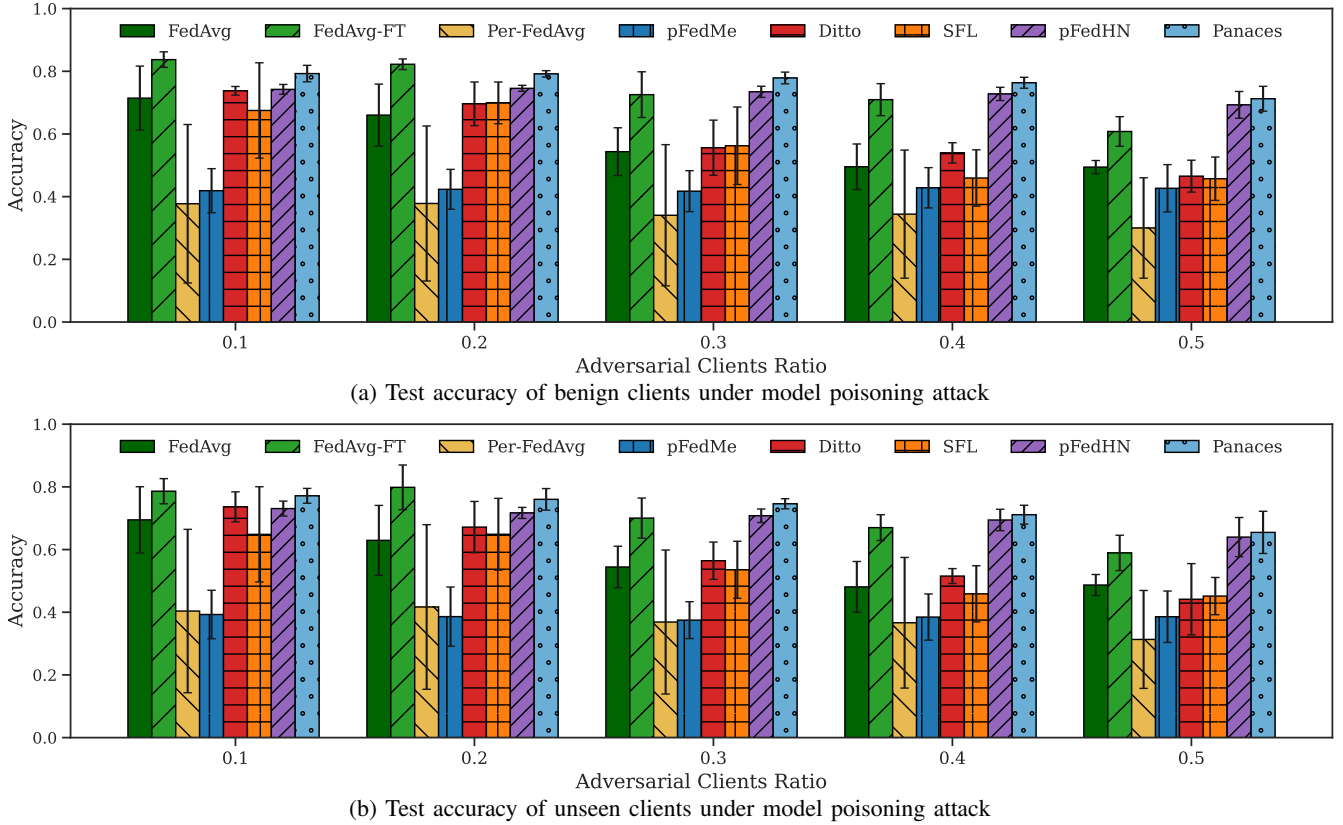 1.0
FedAvg FedAvg-FT Per-FedAvg pFedMe Ditto SFL pFedHN Panaces
0.8
0.6
Accuracy
0.4
0.2
0.0
0.1 0.2 0.3 0.4 0.5
Adversarial Clients Ratio
(a) Test accuracy of benign clients under model poisoning attack
1.0
FedAvg FedAvg-FT Per-FedAvg pFedMe Ditto SFL pFedHN Panaces
0.8
0.6
Accuracy
0.4
0.2
0.0
0.1 0.2 0.3 0.4 0.5
Adversarial Clients Ratio
(b) Test accuracy of unseen clients under model poisoning attack